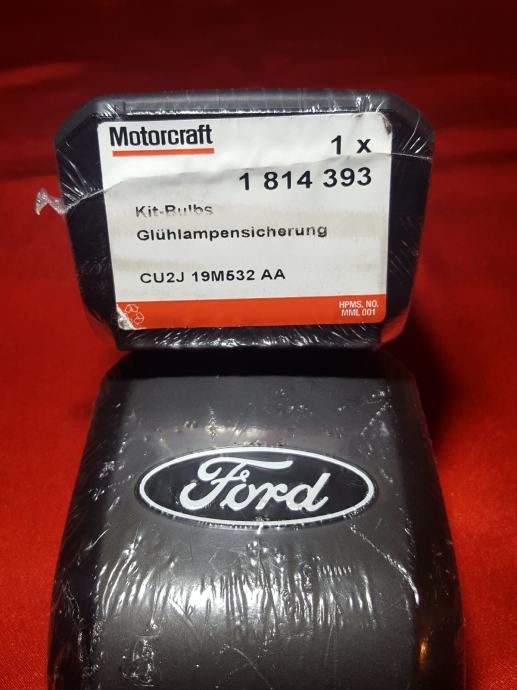 Motorcraft
1 x
1 814 393
Kit-Bulbs
Glühlampensicherung
CU2J 19M532 AA
HPMS. NO.
MML 001
Ford